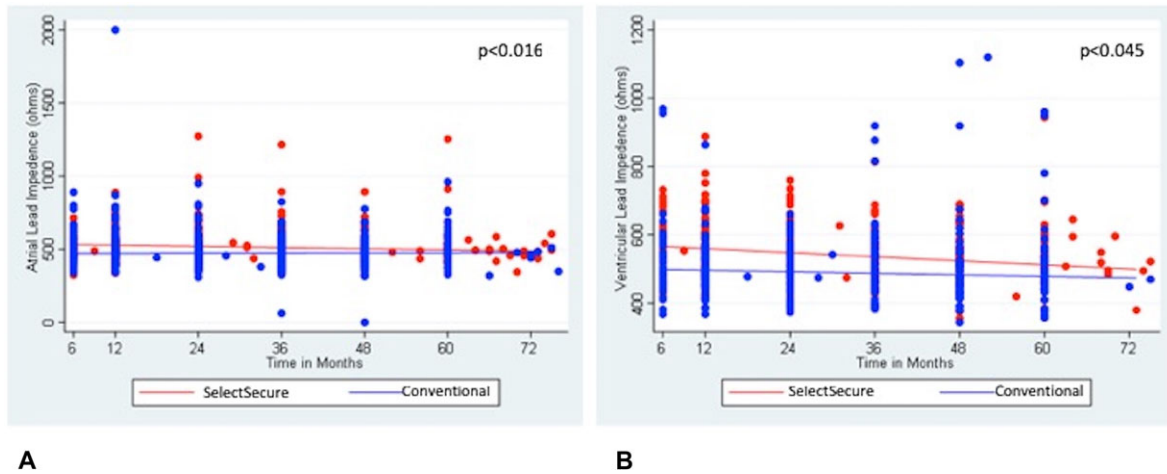 p<0.016
Atrial Lead Impedence (ohms)
2000
1500
1000
500
0
6 12 24 36 48 60 72
Time in Months
SelectSecure Conventional
A
p<0.045
Ventricular Lead Impedence (ohms)
1200
1000
800
600
400
6 12 24 36 48 60 72
Time in Months
SelectSecure Conventional
B